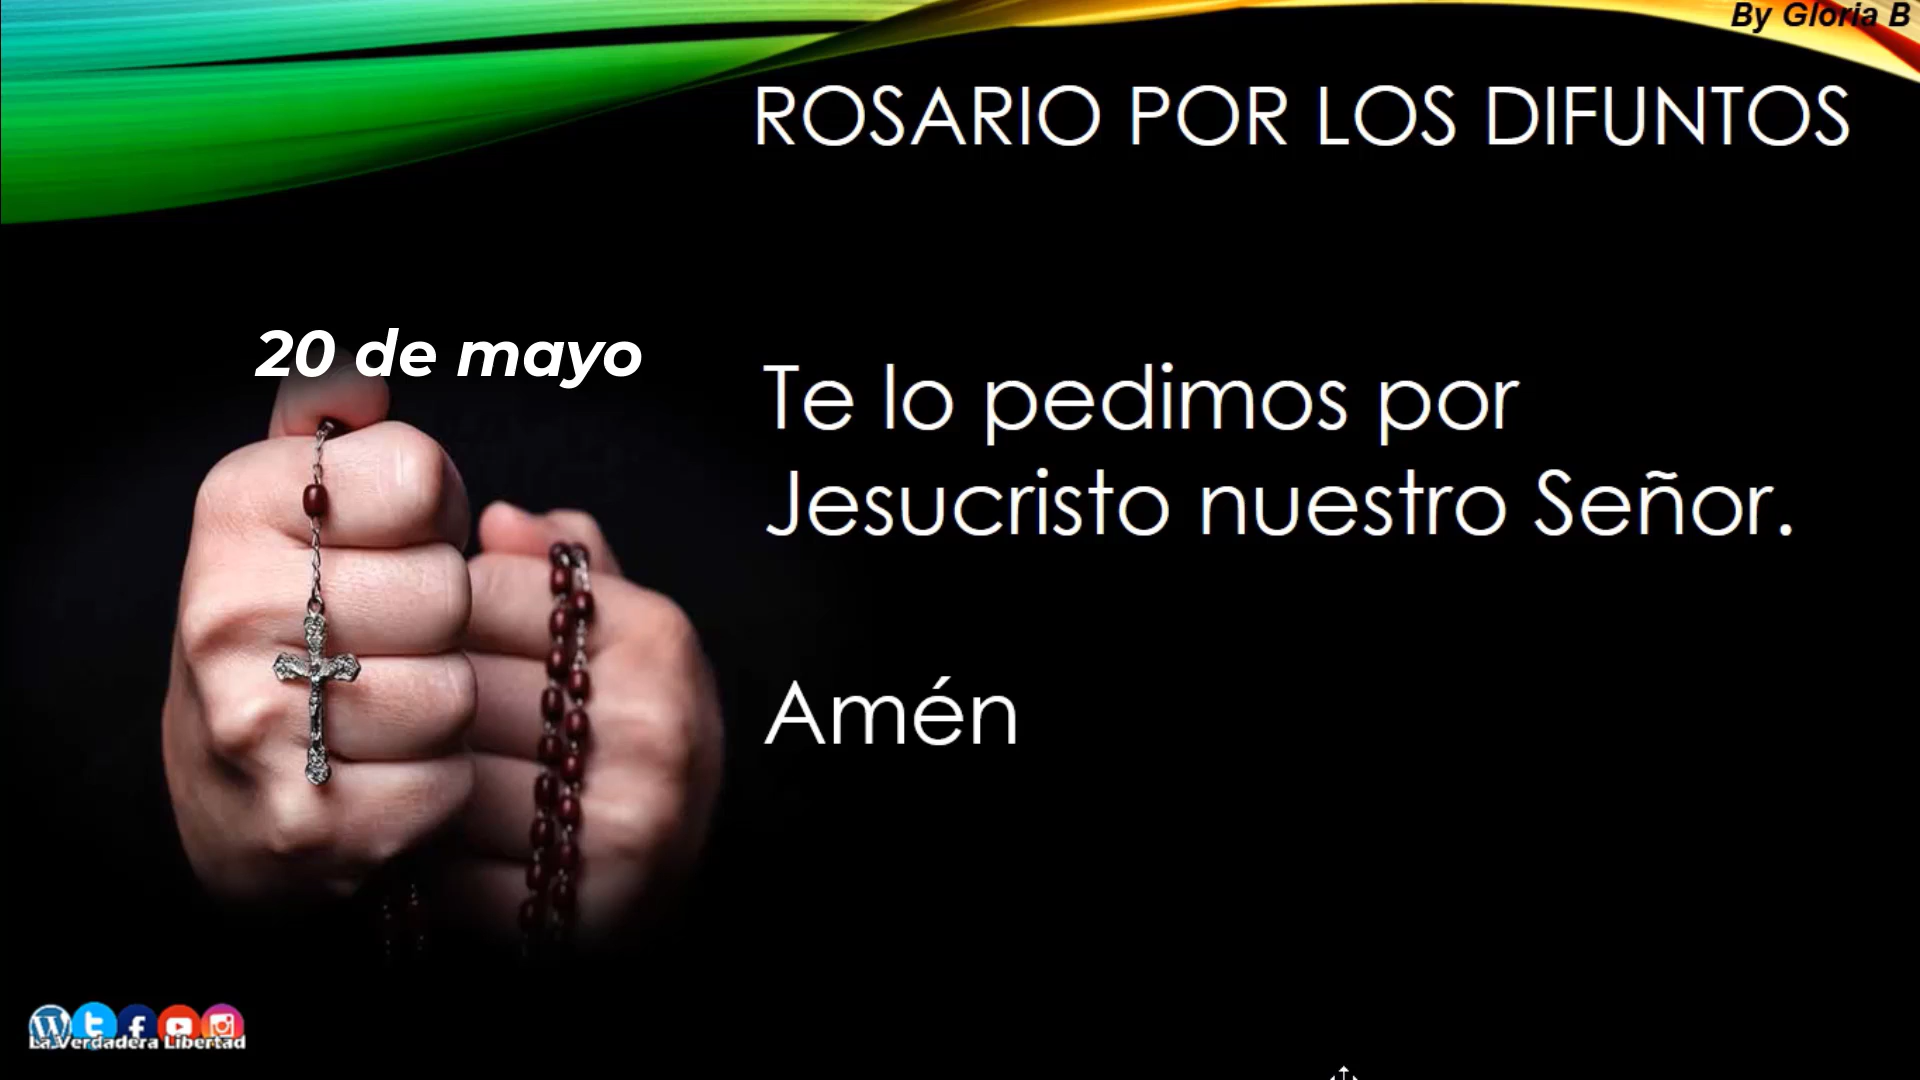 By Gloria B
ROSARIO POR LOS DIFUNTOS
20 de mayo
Te lo pedimos por
Jesucristo nuestro Señor.
Amén
La Verdadera Libertad